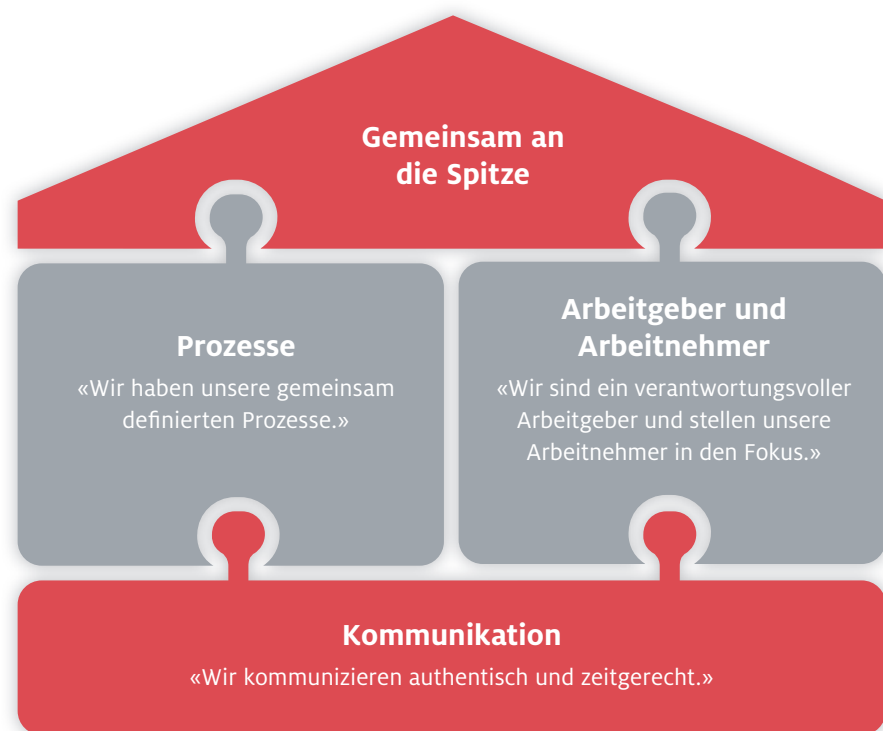 Gemeinsam an
die Spitze
Prozesse
«Wir haben unsere gemeinsam
definierten Prozesse.»
Arbeitgeber und
Arbeitnehmer
«Wir sind ein verantwortungsvoller
Arbeitgeber und stellen unsere
Arbeitnehmer in den Fokus.»
Kommunikation
«Wir kommunizieren authentisch und zeitgerecht.»